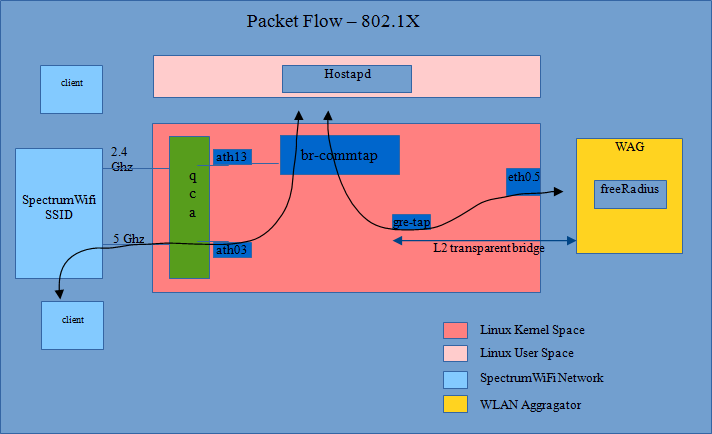 Packet Flow – 802.1X
client
Hostapd
2.4
Ghz
ath13
br-commtap
WAG
q
c
a
eth0.5
freeRadius
SpectrumWifi
SSID
gre-tap
5 Ghz
ath03
L2 transparent bridge
client
Linux Kernel Space
Linux User Space
SpectrumWiFi Network
WLAN Aggragator